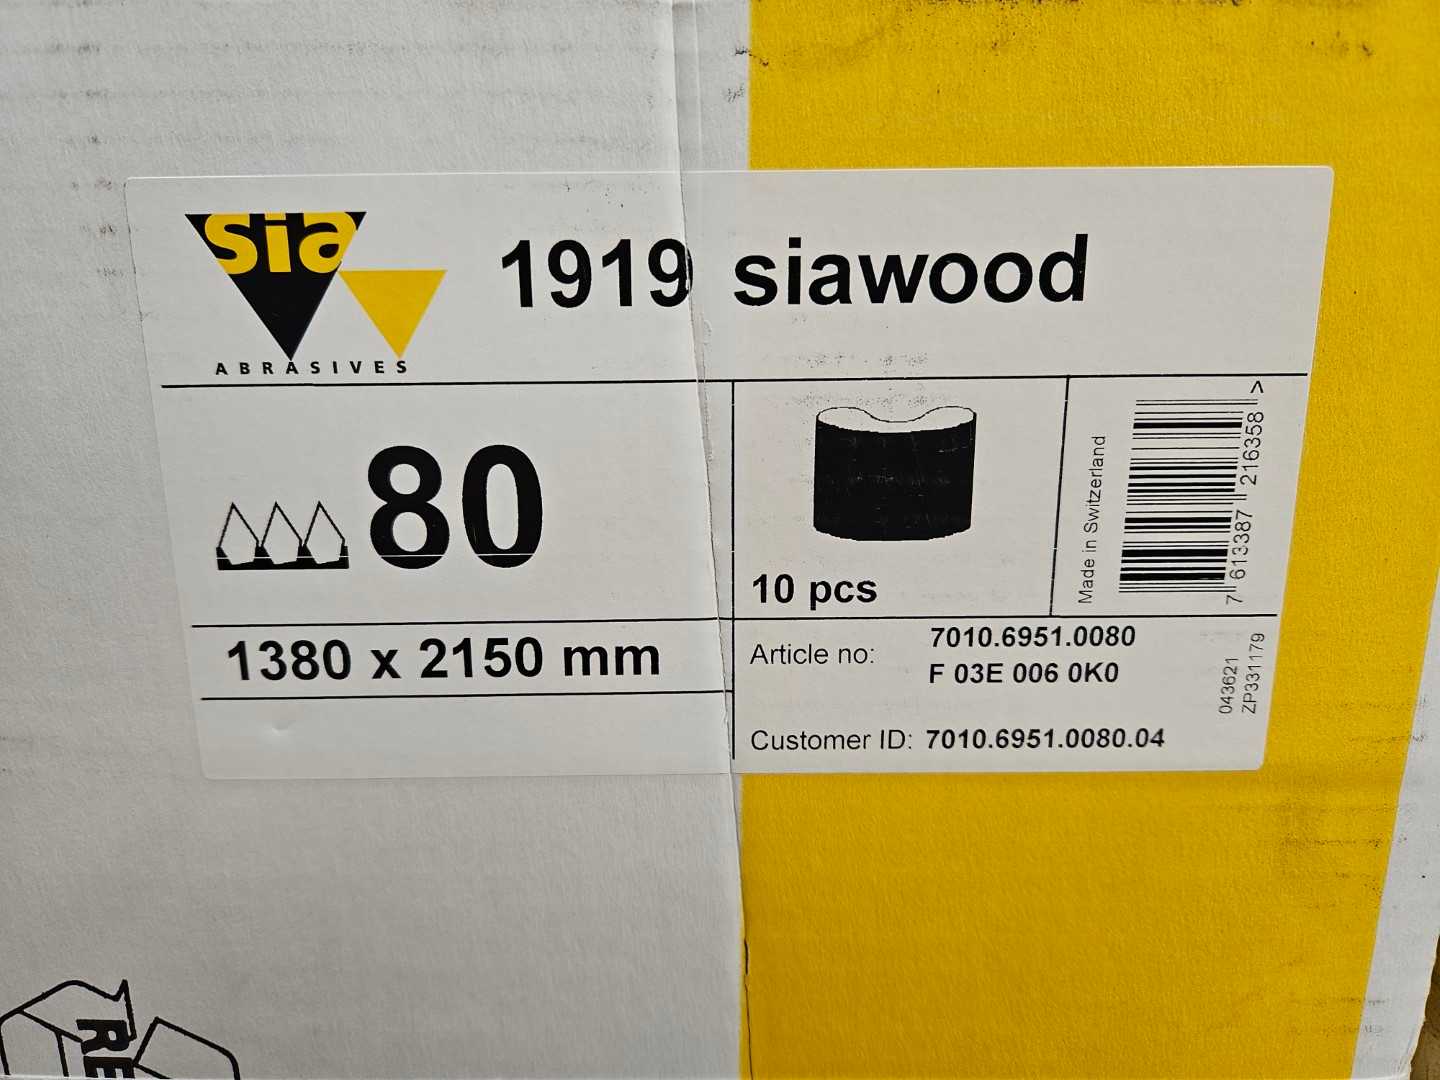 sia
ABRASIVES
1919 siawood
80
1380 x 2150 mm
10 pcs
Made in Switzerland
7 613387 216358 >
Article no: 7010.6951.0080
F 03E 006 0K0
Customer ID: 7010.6951.0080.04
043621
ZP331179
RE